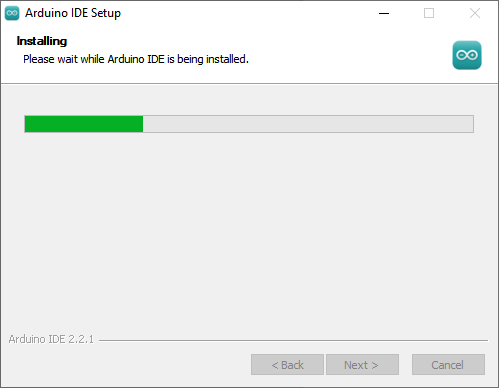 Arduino IDE Setup
Installing
Please wait while Arduino IDE is being installed.
Arduino IDE 2.2.1
< Back
Next >
Cancel